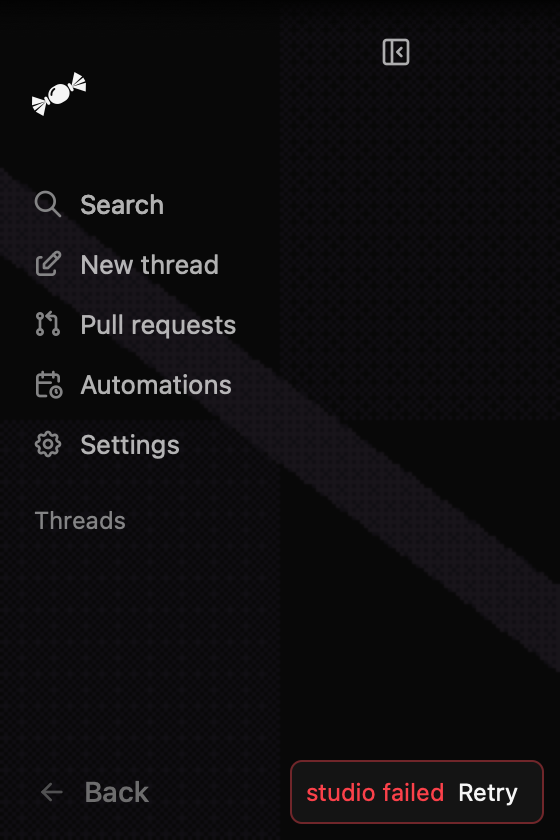 Search
New thread
Pull requests
Automations
Settings
Threads
Back
studio failed Retry